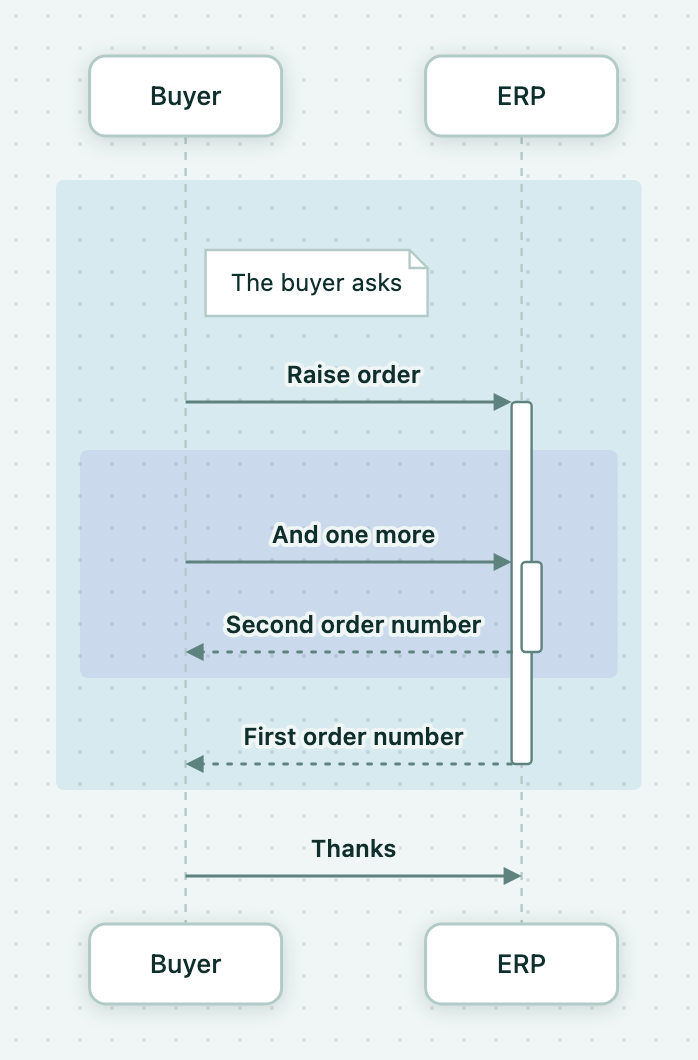 Buyer
ERP
The buyer asks
Raise order
And one more
Second order number
First order number
Thanks
Buyer
ERP